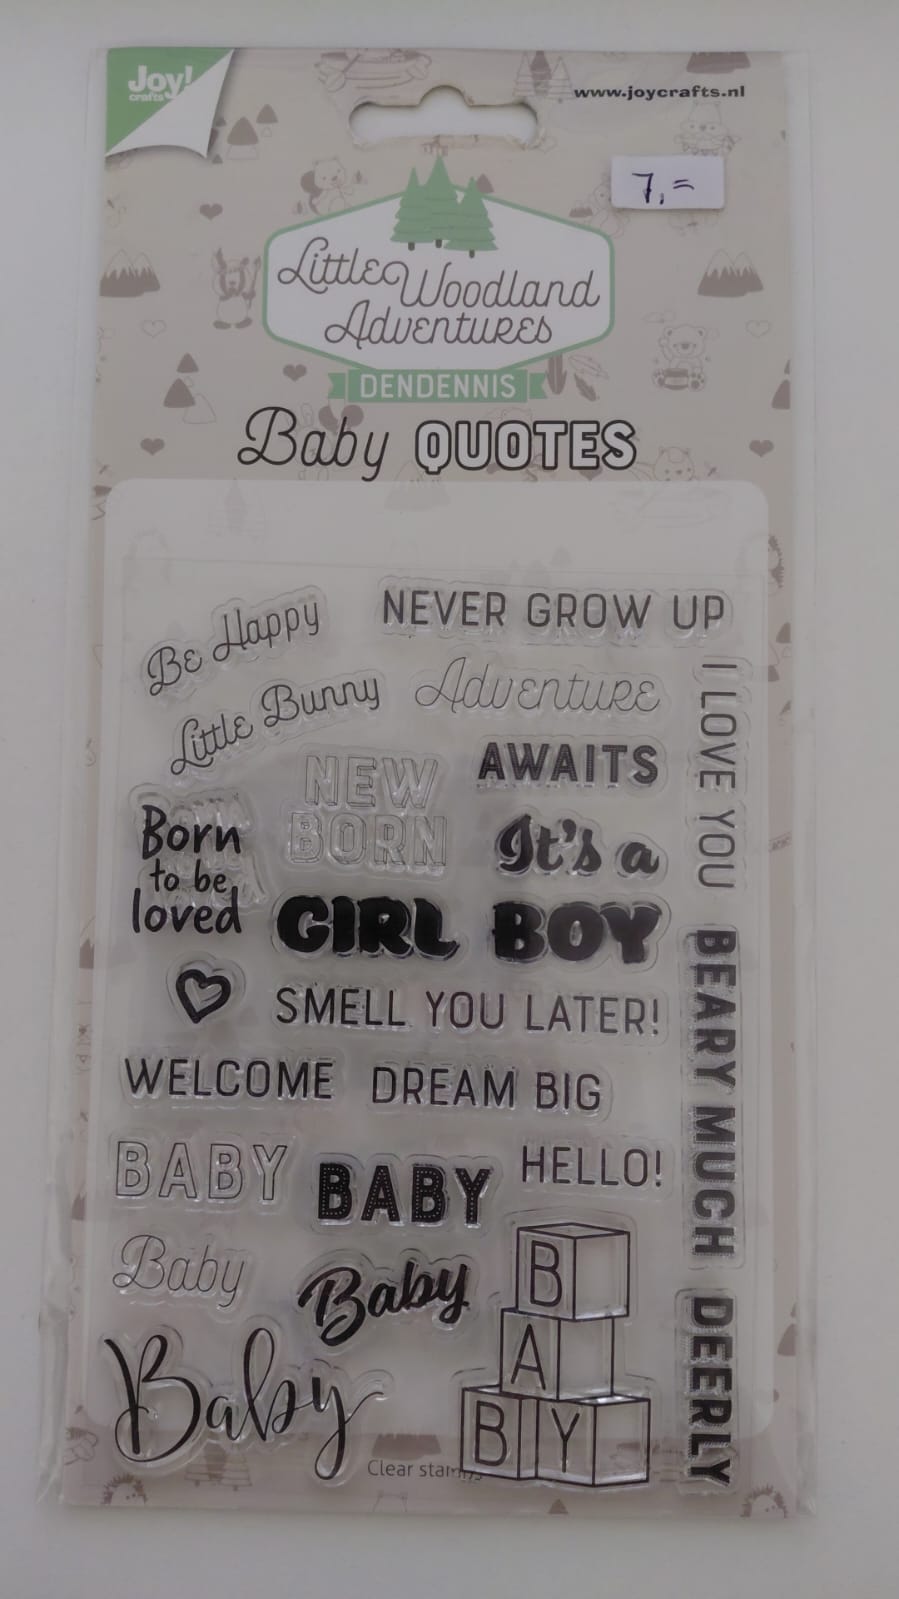 Joy!
crafts
www.joycrafts.nl
7,=
Little Woodland
Adventures
DENDENNIS
Baby QUOTES
Be Happy
NEVER GROW UP
Little Bunny
Adventure
I LOVE YOU
NEW
BORN
AWAITS
Born
to be
loved
It's a
GIRL BOY
BEARY MUCH
SMELL YOU LATER!
WELCOME
DREAM BIG
BABY
BABY
HELLO!
Baby
Baby
B
A
B Y
DEERLY
Baby
Clear stamps